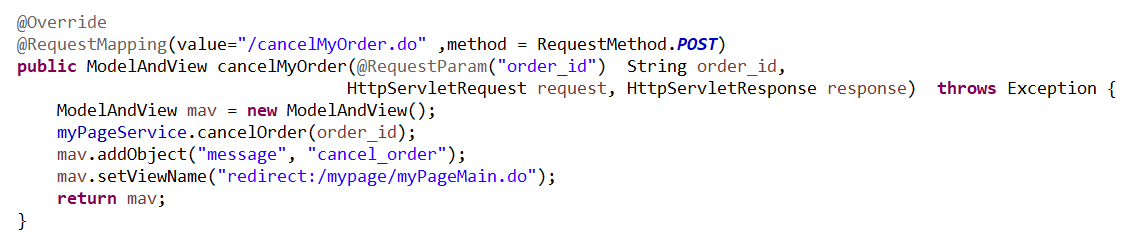 @Override
@RequestMapping(value="/cancelMyOrder.do" ,method = RequestMethod.POST)
public ModelAndView cancelMyOrder(@RequestParam("order_id")  String order_id,
                                 HttpServletRequest request, HttpServletResponse response)  throws Exception {
    ModelAndView mav = new ModelAndView();
    myPageService.cancelOrder(order_id);
    mav.addObject("message", "cancel_order");
    mav.setViewName("redirect:/mypage/myPageMain.do");
    return mav;
}